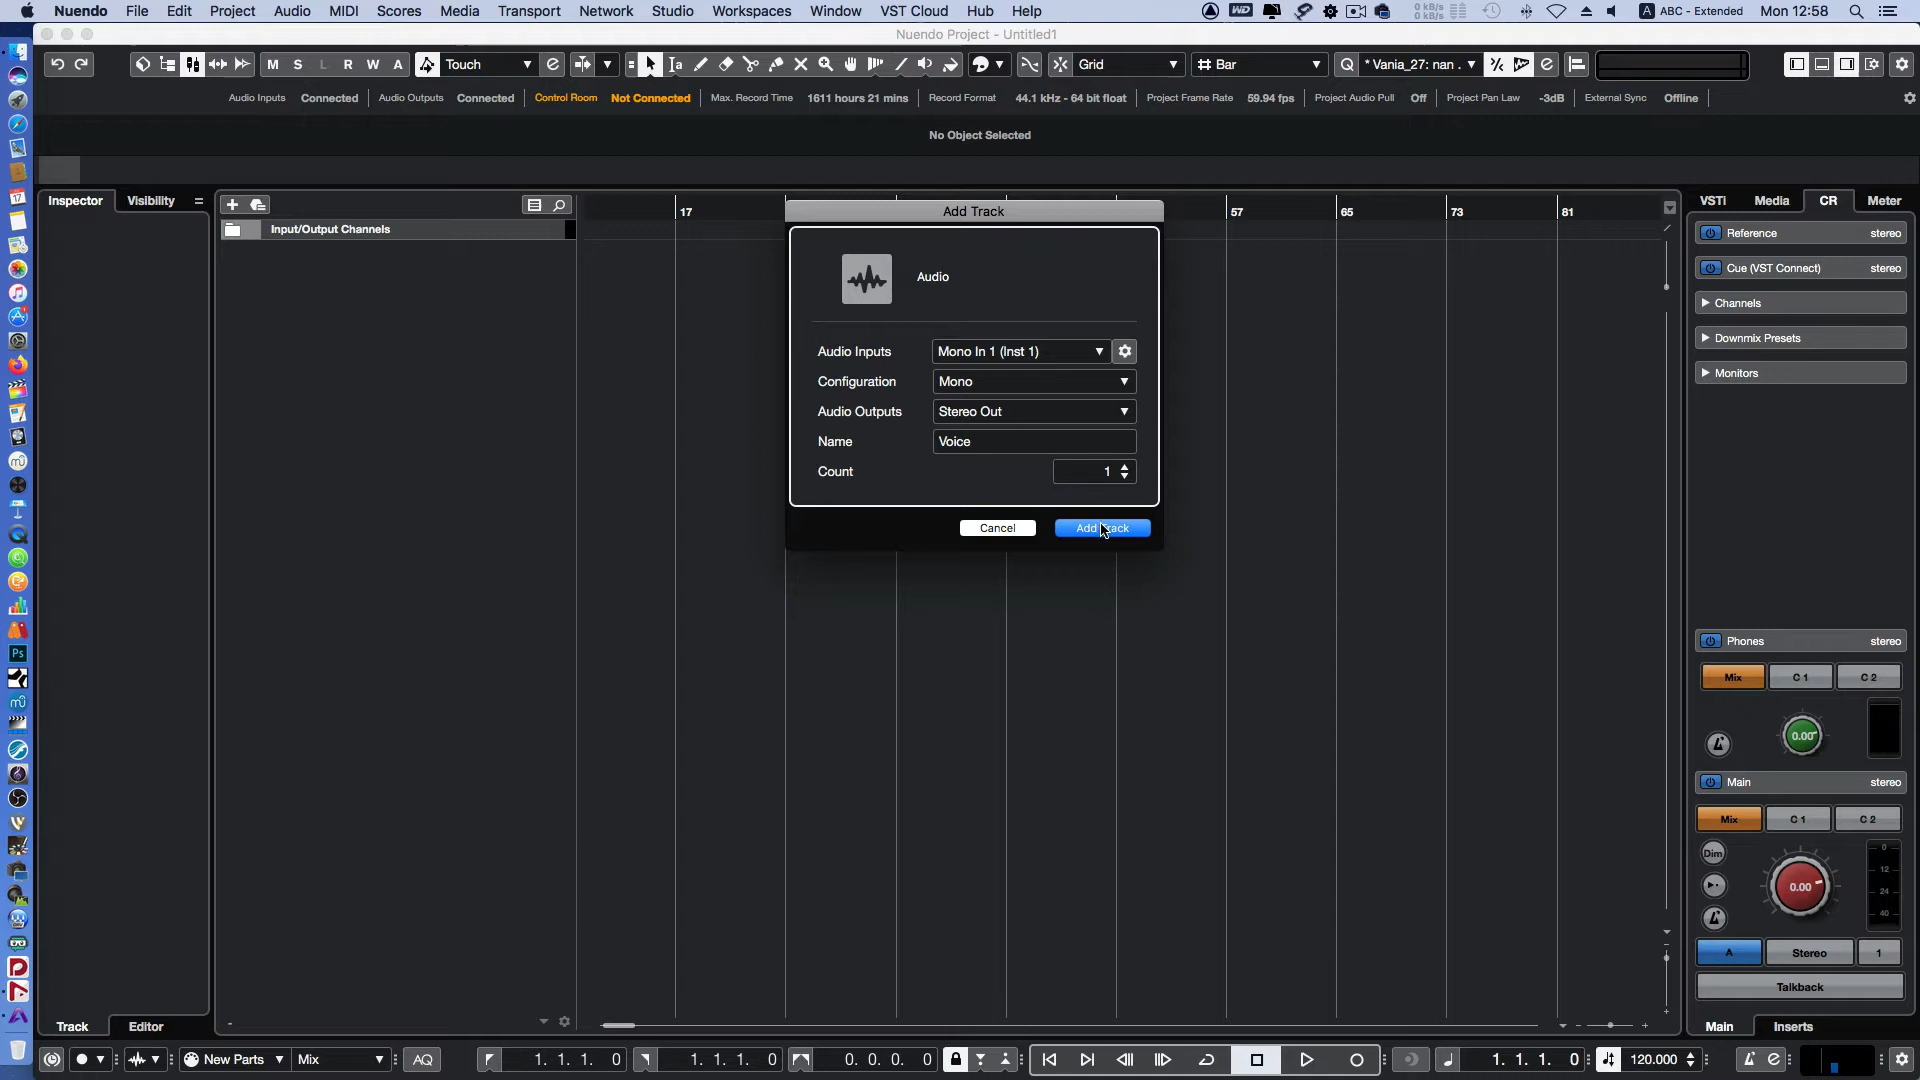 Nuendo File Edit Project Audio MIDI Scores Media Transport Network Studio Workspaces Window VST Cloud Hub Help
0 kB/s
0 kB/s
ABC - Extended Mon 12:58
Nuendo Project - Untitled1
M S L R W A Touch Grid Bar * Vania_27: nan .
Audio Inputs Connected Audio Outputs Connected Control Room Not Connected Max. Record Time 1611 hours 21 mins Record Format 44.1 kHz - 64 bit float Project Frame Rate 59.94 fps Project Audio Pull Off Project Pan Law -3dB External Sync Offline
No Object Selected
Inspector Visibility
Input/Output Channels
17 57 65 73 81
Add Track
Audio
Audio Inputs Mono In 1 (Inst 1)
Configuration Mono
Audio Outputs Stereo Out
Name Voice
Count 1
Cancel Add Track
VSTi Media CR Meter
Reference stereo
Cue (VST Connect) stereo
Channels
Downmix Presets
Monitors
Phones stereo
Mix C 1 C 2
0.00
Main stereo
Mix C 1 C 2
Dim
0.00
0
12
24
40
A Stereo 1
Talkback
Main Inserts
Track Editor
New Parts Mix AQ 1. 1. 1. 0 1. 1. 1. 0 0. 0. 0. 0 1. 1. 1. 0 120.000